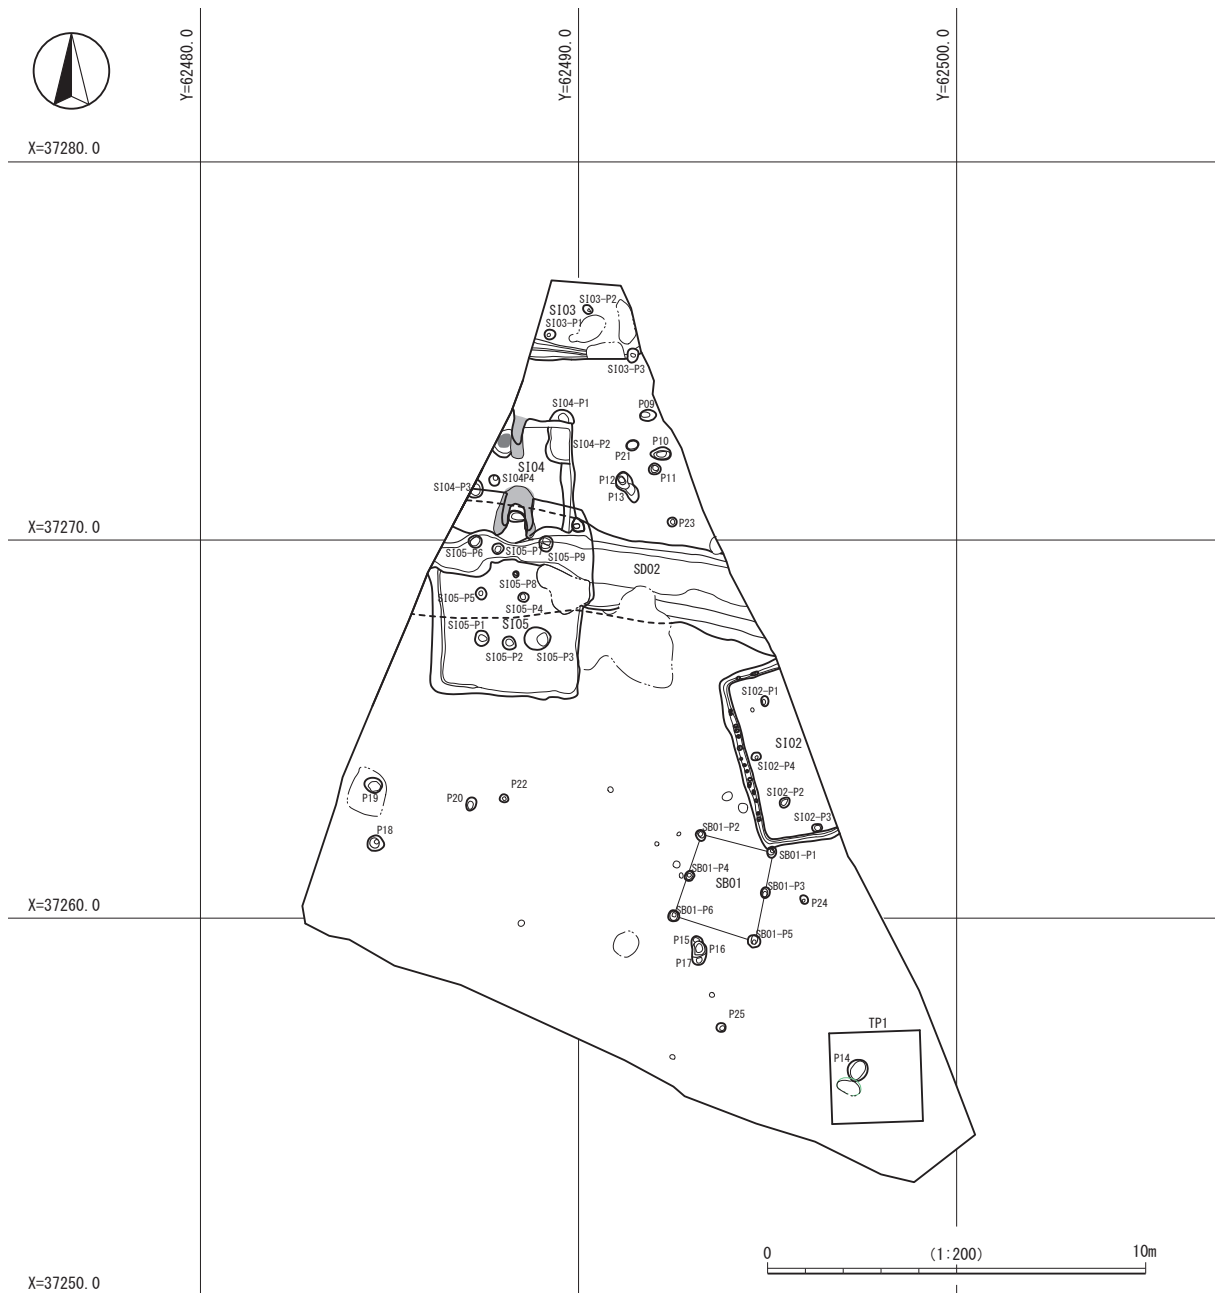 Y=62480.0
Y=62490.0
Y=62500.0
X=37280.0
SI03-P2
SI03
SI03-P1
SI03-P3
SI04-P1
P09
SI04-P2
P21
P10
SI04
P11
SI04P4
P12
SI04-P3
P13
P23
X=37270.0
SI05-P6
SI05-P7
SI05-P9
SD02
SI05-P8
SI05-P5
SI05-P4
SI05
SI05-P1
SI05-P2
SI05-P3
SI02-P1
SI02
SI02-P4
P22
P19
P20
SI02-P2
SI02-P3
P18
SB01-P2
SB01-P1
SB01-P4
SB01
SB01-P3
P24
X=37260.0
SB01-P6
SB01-P5
P15
P16
P17
P25
TP1
P14
0
(1:200)
10m
X=37250.0